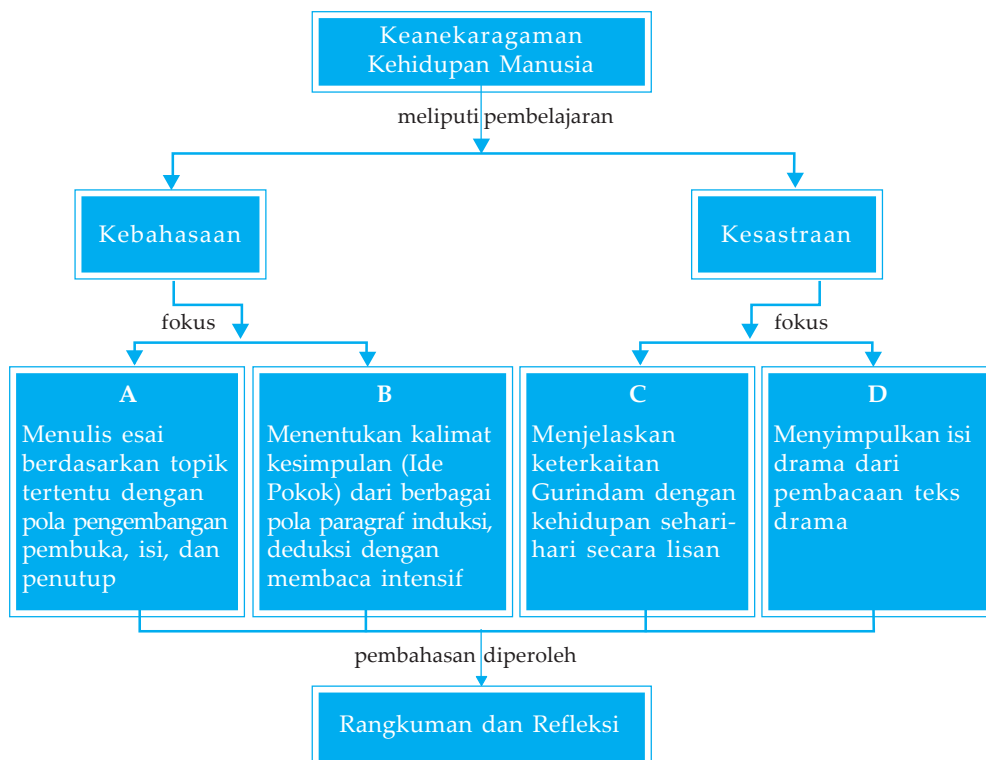 Keanekaragaman
Kehidupan Manusia
meliputi pembelajaran
Kebahasaan
Kesastraan
fokus
fokus
A
Menulis esai
berdasarkan topik
tertentu dengan
pola pengembangan
pembuka, isi, dan
penutup
B
Menentukan kalimat
kesimpulan (Ide
Pokok) dari berbagai
pola paragraf induksi,
deduksi dengan
membaca intensif
C
Menjelaskan
keterkaitan
Gurindam dengan
kehidupan sehari-
hari secara lisan
D
Menyimpulkan isi
drama dari
pembacaan teks
drama
pembahasan diperoleh
Rangkuman dan Refleksi